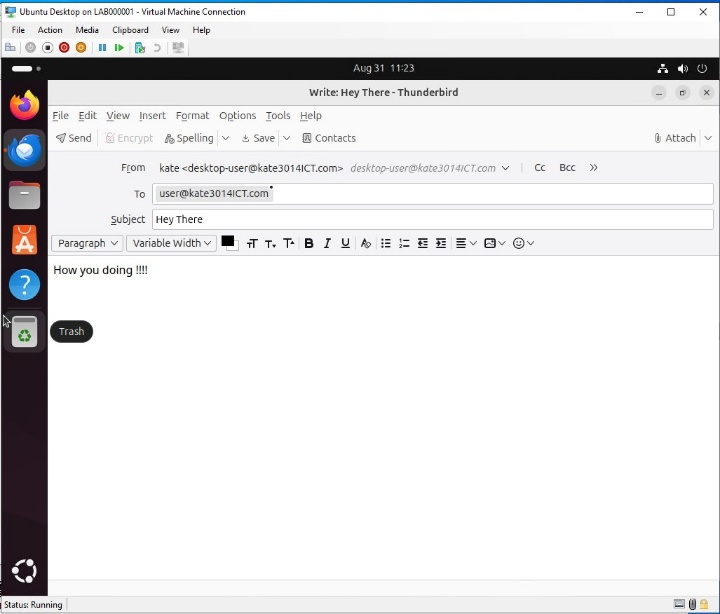 Ubuntu Desktop on LAB000001 - Virtual Machine Connection
File Action Media Clipboard View Help
Aug 31 11:23
Write: Hey There - Thunderbird
File Edit View Insert Format Options Tools Help
Send Encrypt Spelling Save Contacts Attach
From kate <desktop-user@kate3014ICT.com> desktop-user@kate3014ICT.com Cc Bcc »
To user@kate3014ICT.com
Subject Hey There
Paragraph Variable Width B I U
How you doing !!!!
Trash
Status: Running